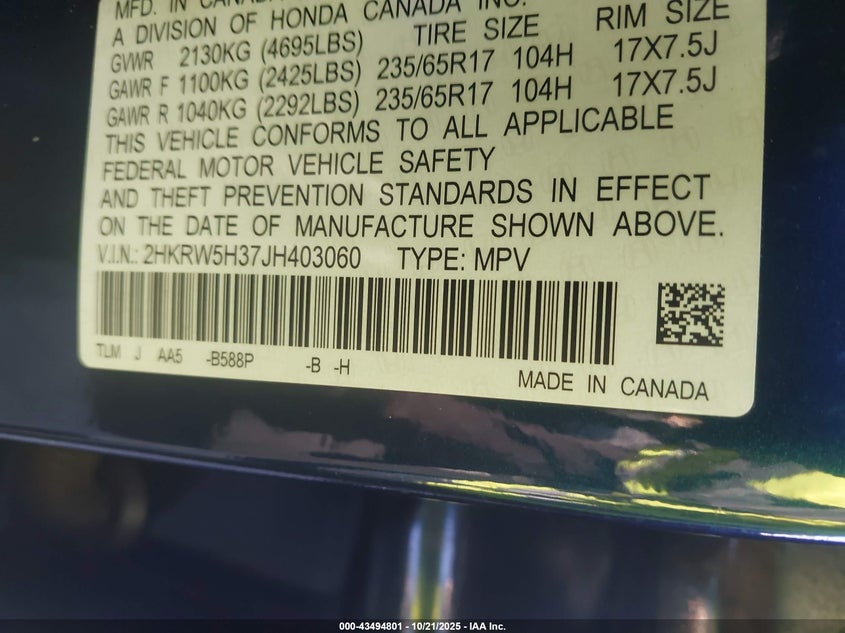 MFD. IN CANADA
A DIVISION OF HONDA CANADA INC.
TIRE SIZE RIM SIZE
GVWR 2130KG (4695LBS)
GAWR F 1100KG (2425LBS) 235/65R17 104H 17X7.5J
GAWR R 1040KG (2292LBS) 235/65R17 104H 17X7.5J
THIS VEHICLE CONFORMS TO ALL APPLICABLE
FEDERAL MOTOR VEHICLE SAFETY
AND THEFT PREVENTION STANDARDS IN EFFECT
ON THE DATE OF MANUFACTURE SHOWN ABOVE.
V.I.N.: 2HKRW5H37JH403060 TYPE: MPV
TLM J AA5 -B588P -B -H
MADE IN CANADA
000-43494801 - 10/21/2025 - IAA Inc.